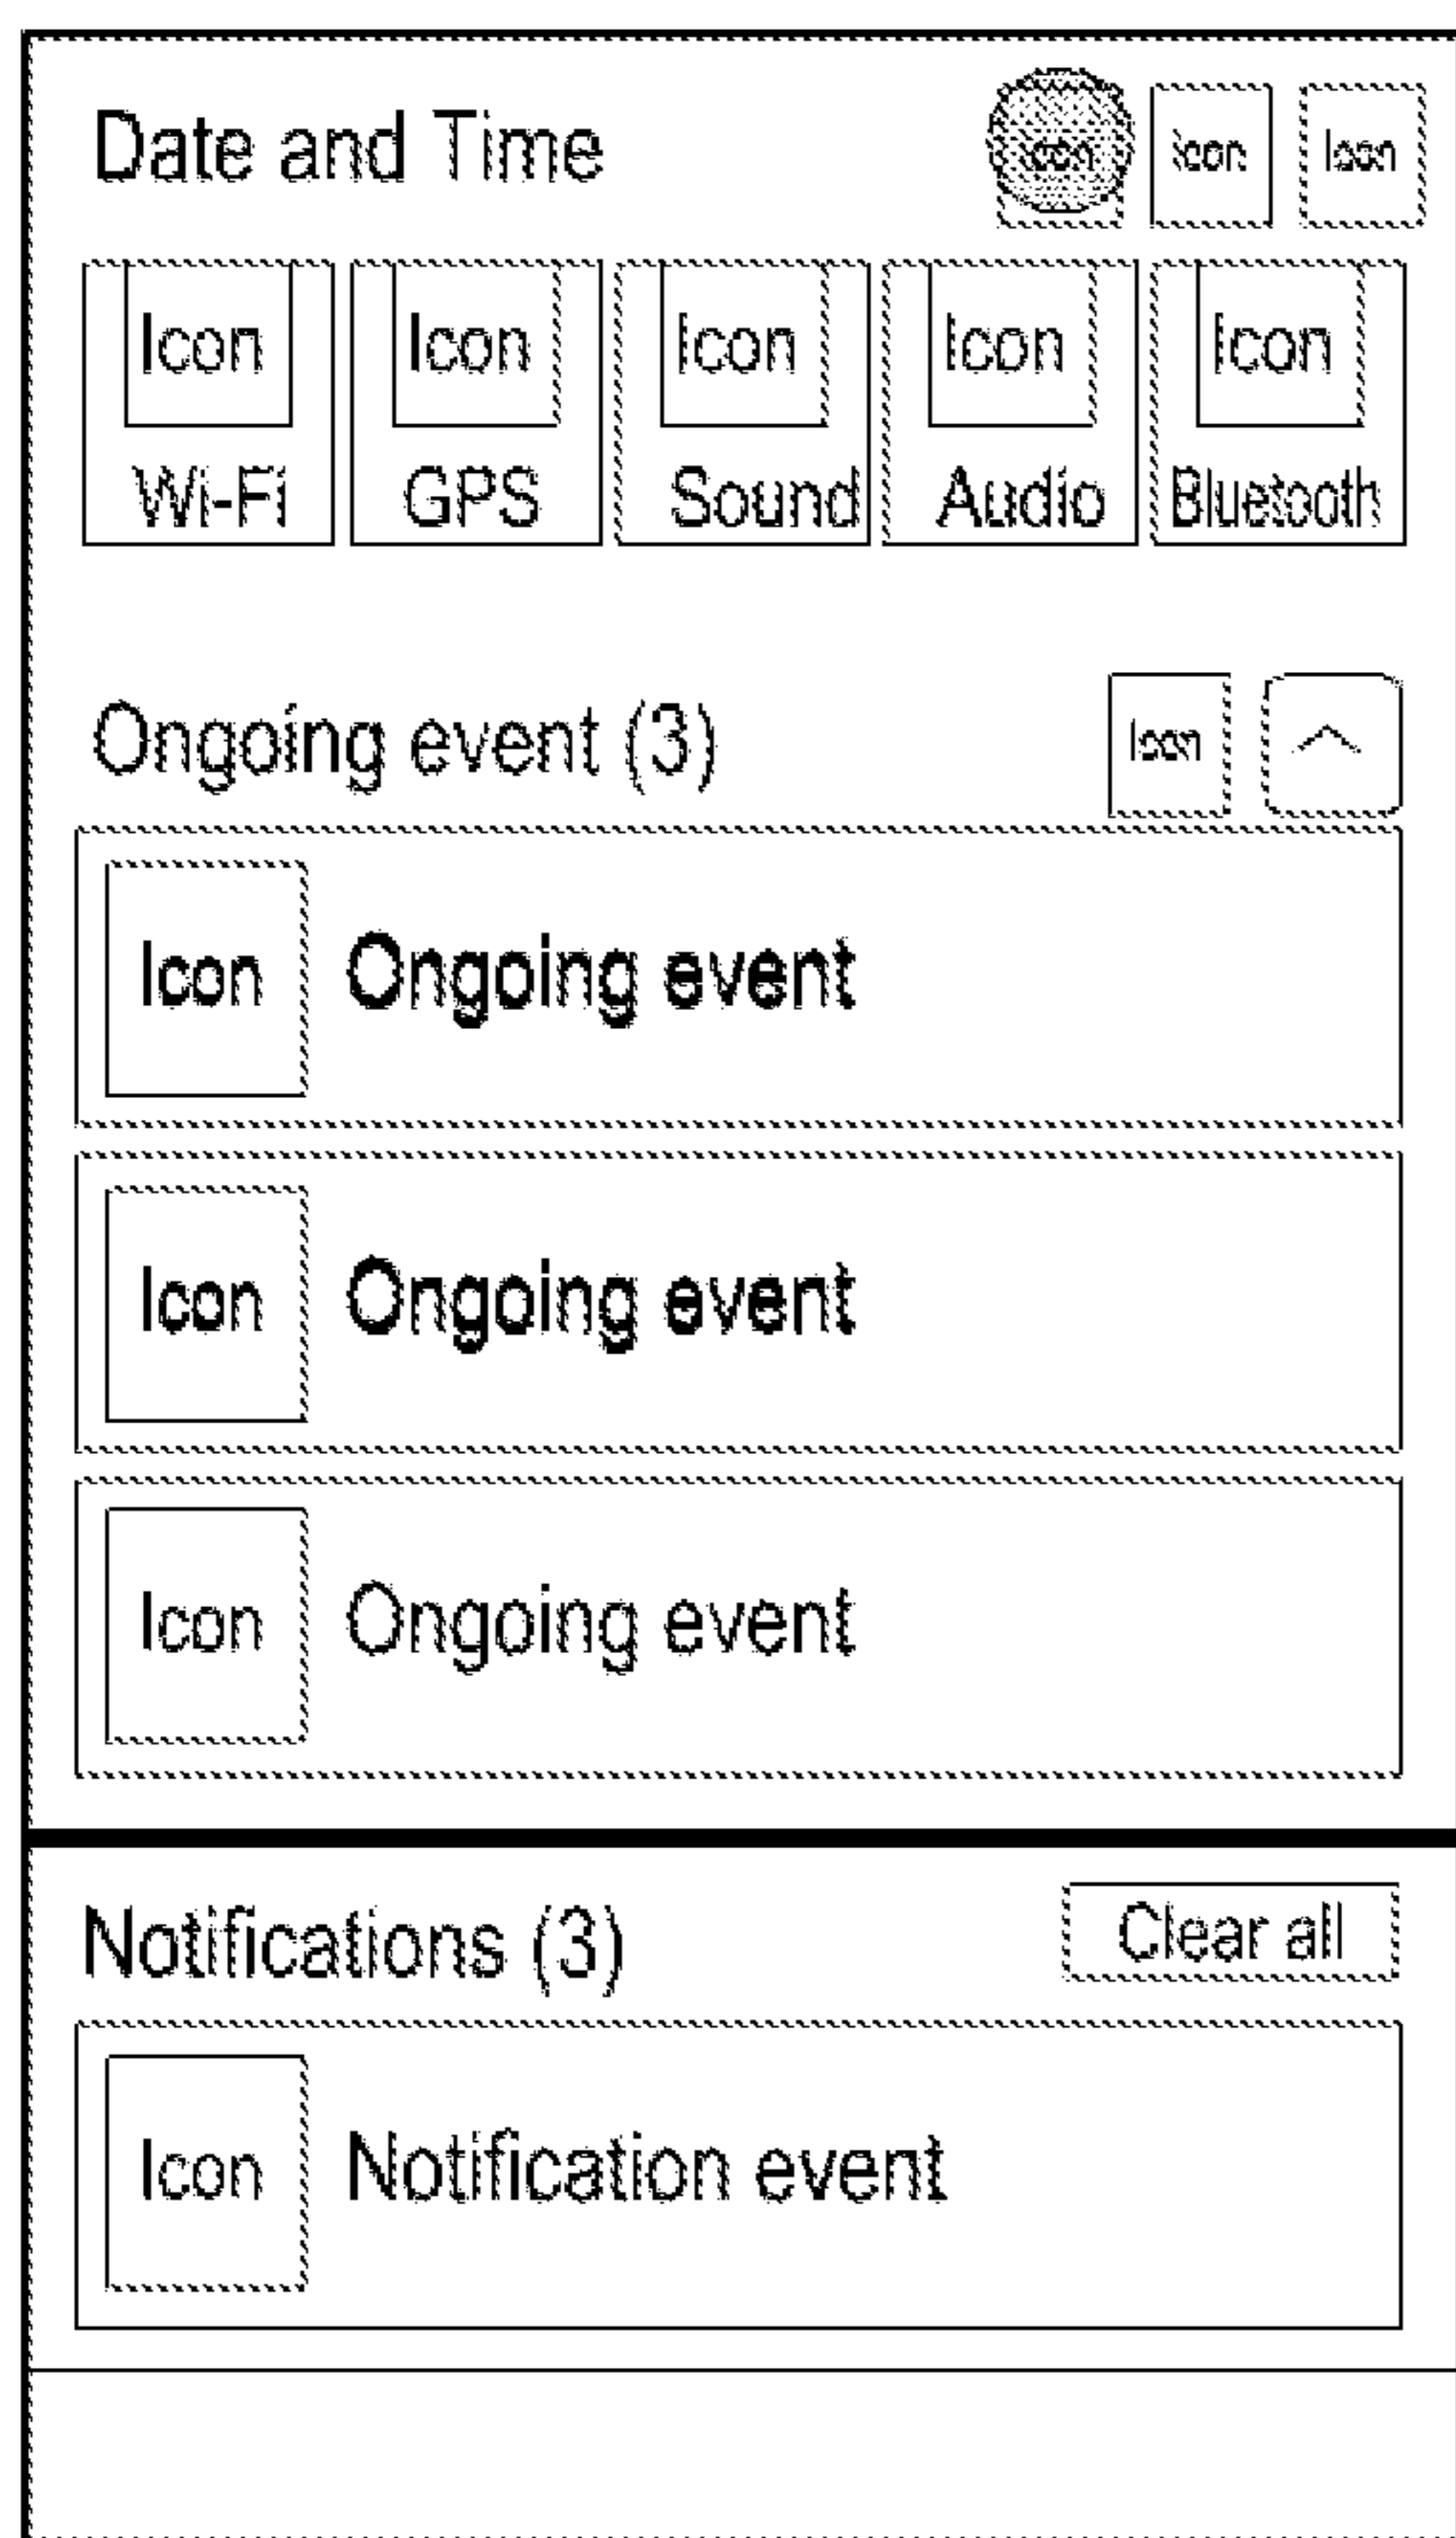 Date and Time Icon Icon Icon
Icon Icon Icon Icon Icon
Wi-Fi GPS Sound Audio Bluetooth
Ongoing event (3) Icon
Icon Ongoing event
Icon Ongoing event
Icon Ongoing event
Notifications (3) Clear all
Icon Notification event